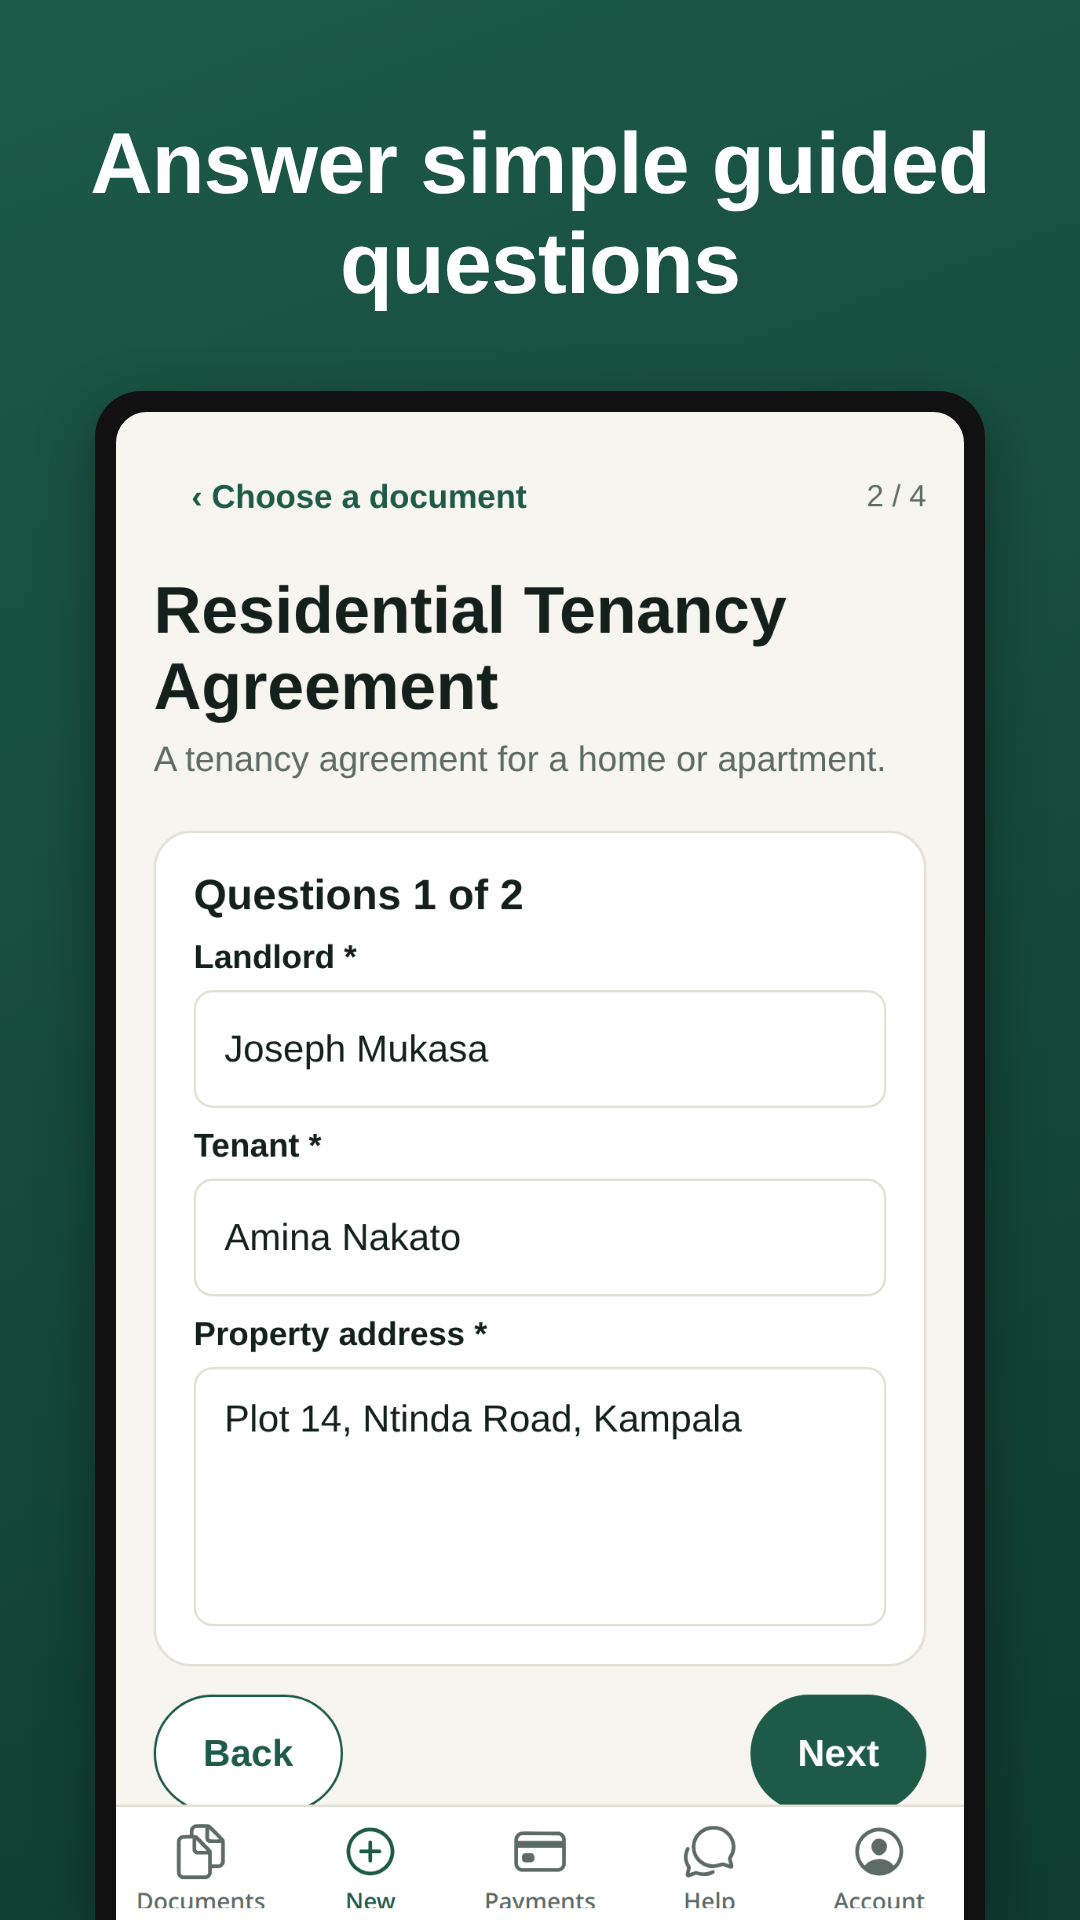 Answer simple guided
questions
‹ Choose a document
2 / 4
Residential Tenancy
Agreement
A tenancy agreement for a home or apartment.
Questions 1 of 2
Landlord *
Joseph Mukasa
Tenant *
Amina Nakato
Property address *
Plot 14, Ntinda Road, Kampala
Back
Next
Documents
New
Payments
Help
Account